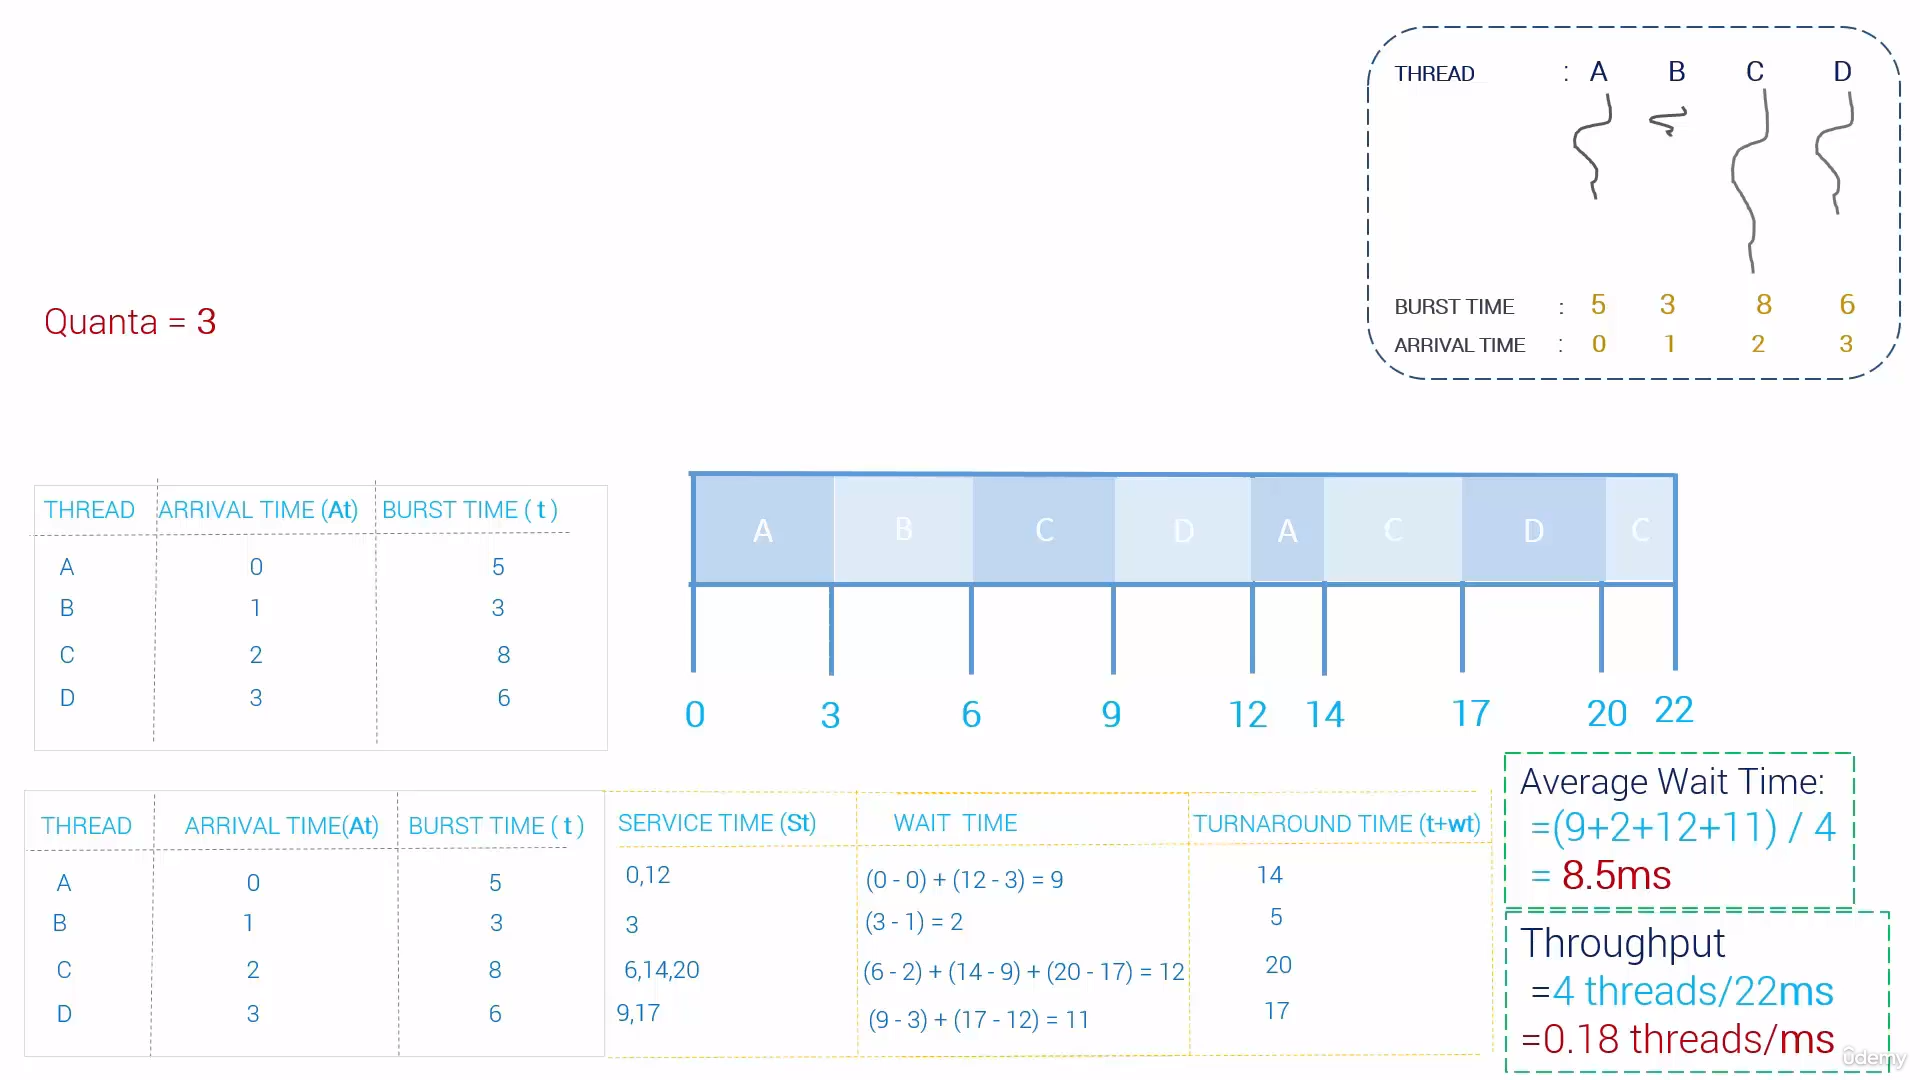 THREAD : A B C D
BURST TIME : 5 3 8 6
ARRIVAL TIME : 0 1 2 3
Quanta = 3
THREAD ARRIVAL TIME (At) BURST TIME ( t )
A 0 5
B 1 3
C 2 8
D 3 6
A B C D A C D C
0 3 6 9 12 14 17 20 22
THREAD ARRIVAL TIME(At) BURST TIME ( t ) SERVICE TIME (St) WAIT TIME TURNAROUND TIME (t+wt)
A 0 5 0,12 (0 - 0) + (12 - 3) = 9 14
B 1 3 3 (3 - 1) = 2 5
C 2 8 6,14,20 (6 - 2) + (14 - 9) + (20 - 17) = 12 20
D 3 6 9,17 (9 - 3) + (17 - 12) = 11 17
Average Wait Time:
=(9+2+12+11) / 4
= 8.5ms
Throughput
=4 threads/22ms
=0.18 threads/ms
ûdemy